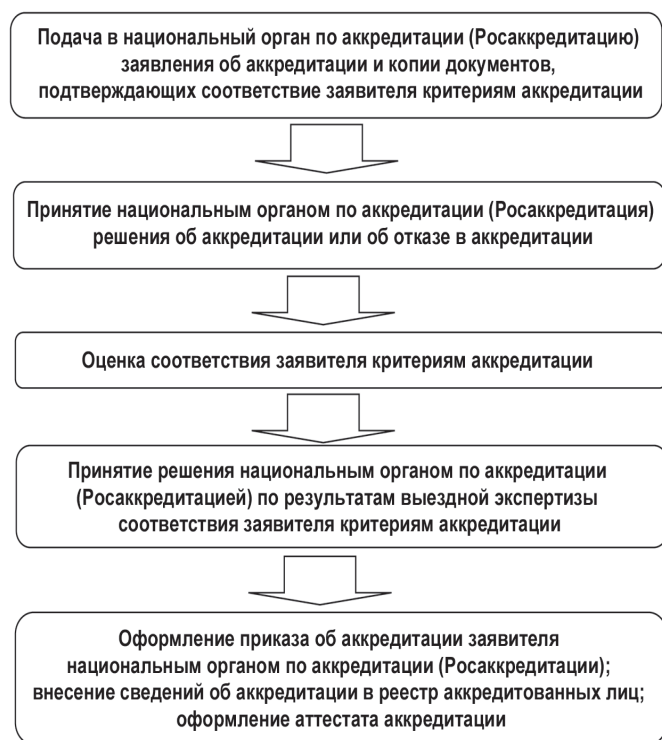 Подача в национальный орган по аккредитации (Росаккредитацию)
заявления об аккредитации и копии документов,
подтверждающих соответствие заявителя критериям аккредитации
Принятие национальным органом по аккредитации (Росаккредитация)
решения об аккредитации или об отказе в аккредитации
Оценка соответствия заявителя критериям аккредитации
Принятие решения национальным органом по аккредитации
(Росаккредитацией) по результатам выездной экспертизы
соответствия заявителя критериям аккредитации
Оформление приказа об аккредитации заявителя
национальным органом по аккредитации (Росаккредитации);
внесение сведений об аккредитации в реестр аккредитованных лиц;
оформление аттестата аккредитации